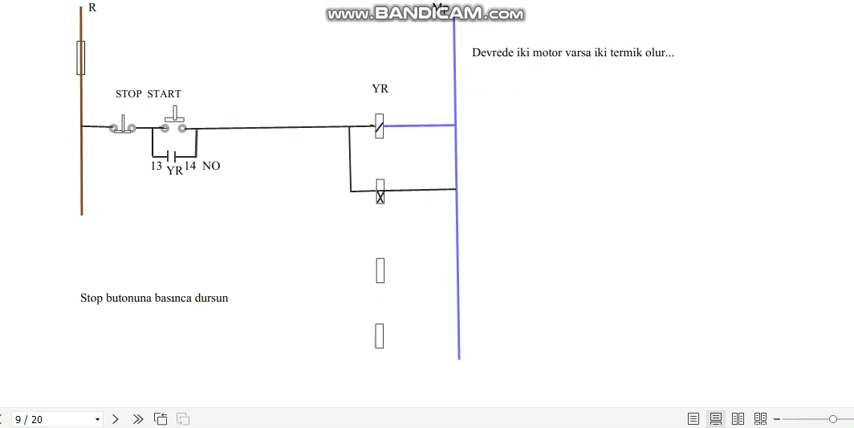 www.BANDICAM.com
R
Mp
Devrede iki motor varsa iki termik olur...
YR
STOP START
13 YR 14 NO
Stop butonuna basınca dursun
9 / 20